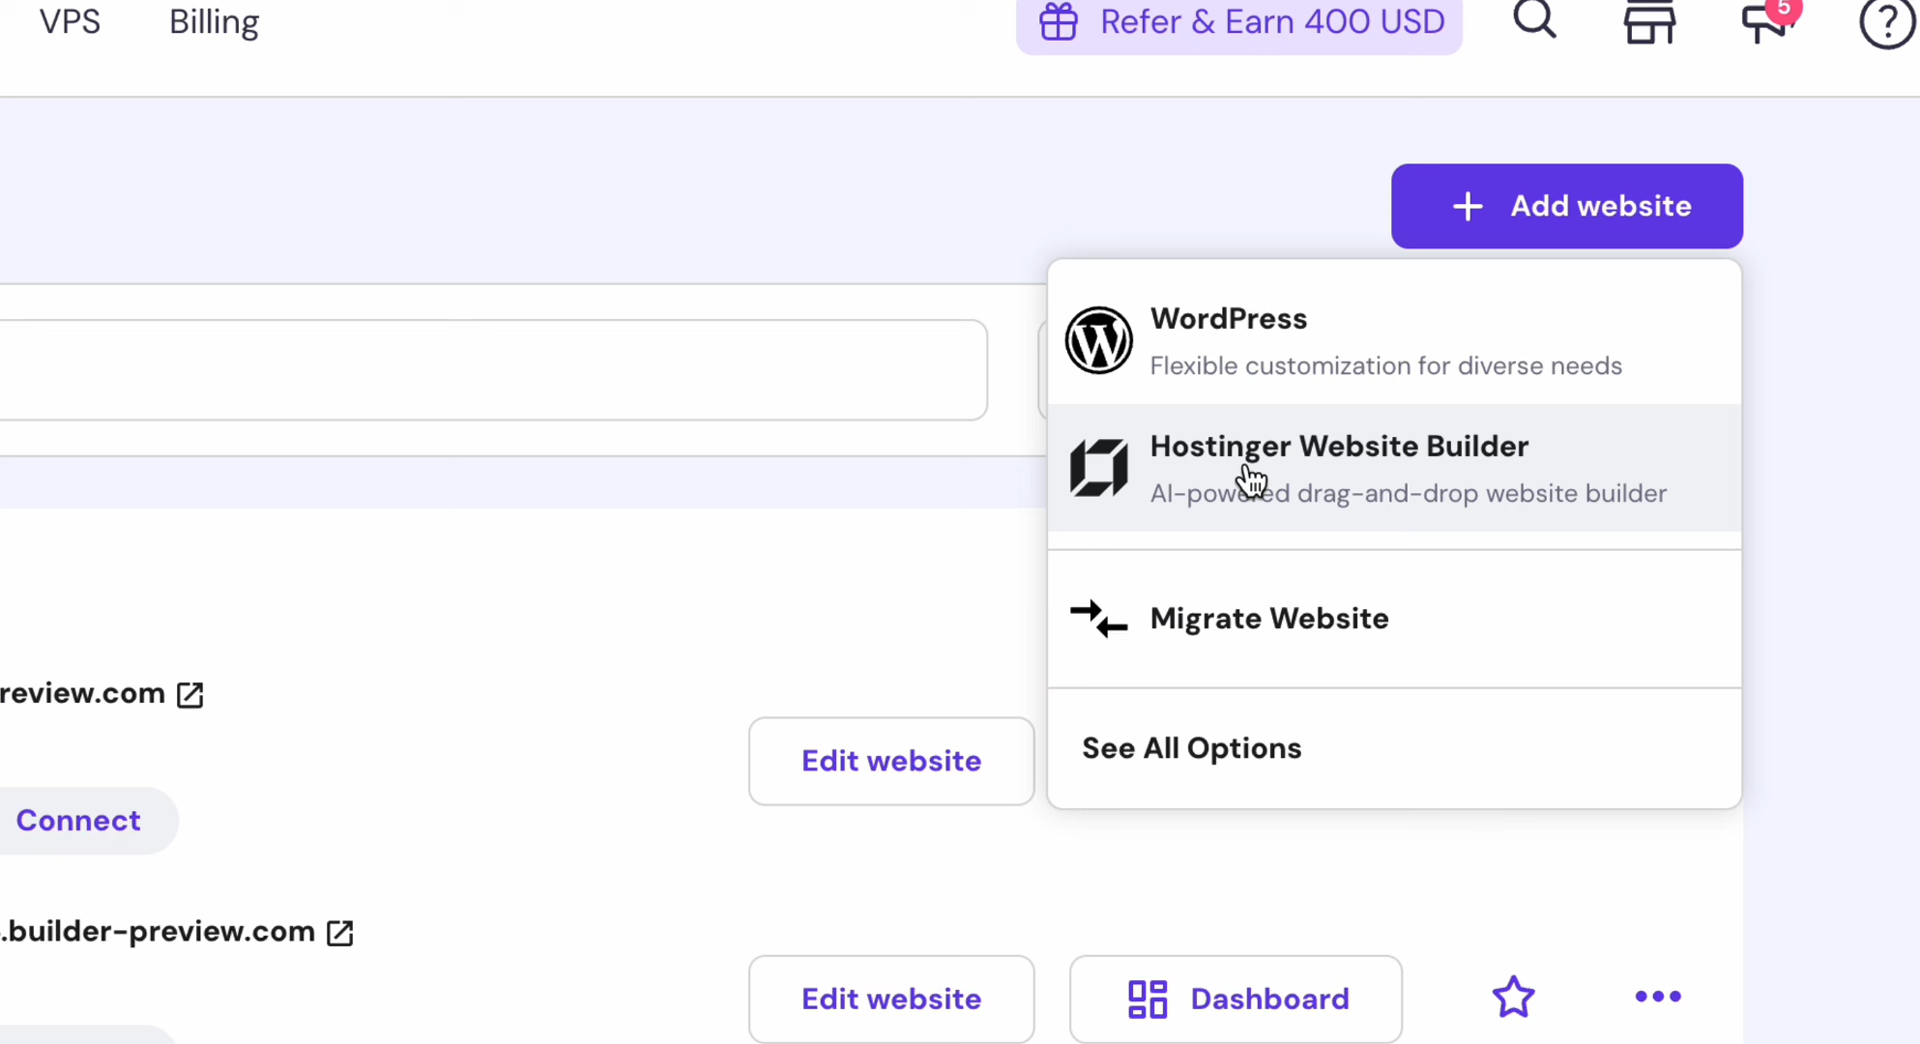 VPS
Billing
Refer & Earn 400 USD
5
?
+ Add website
WordPress
Flexible customization for diverse needs
Hostinger Website Builder
AI-powered drag-and-drop website builder
Migrate Website
review.com
See All Options
Edit website
Connect
.builder-preview.com
Edit website
Dashboard